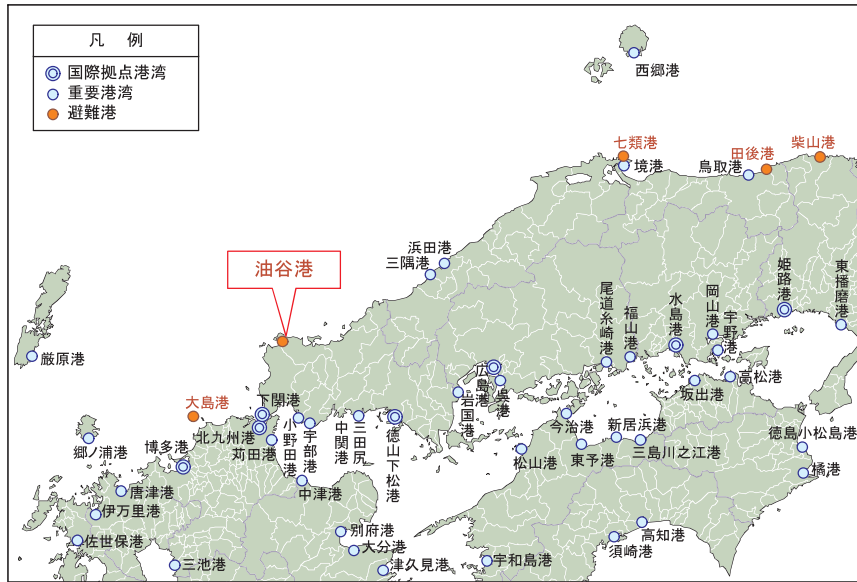 凡 例
国際拠点港湾
重要港湾
避難港
西郷港
七類港
境港
鳥取港
田後港
柴山港
浜田港
三隅港
油谷港
尾道糸崎港
福山港
水島港
岡山港
宇野港
姫路港
東播磨港
厳原港
大島港
下関港
北九州港
苅田港
小野田港
宇部港
中関港
三田尻
徳山下松港
岩国港
広島港
呉港
今治港
松山港
東予港
新居浜港
三島川之江港
坂出港
高松港
徳島小松島港
橘港
郷ノ浦港
博多港
唐津港
伊万里港
佐世保港
三池港
中津港
別府港
大分港
津久見港
宇和島港
須崎港
高知港